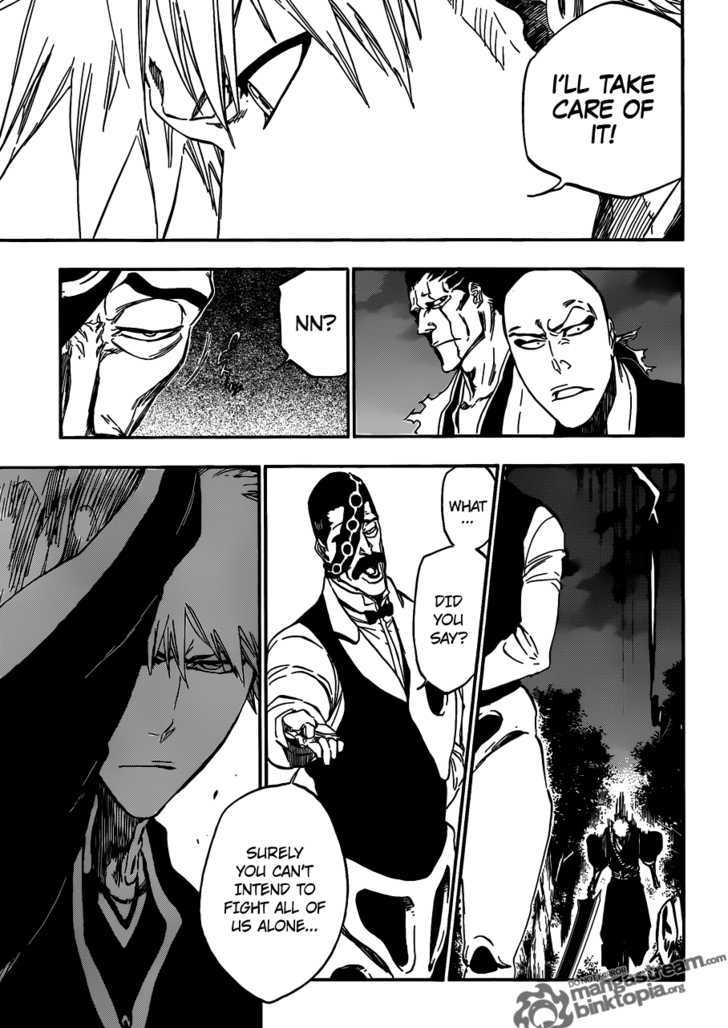 I'LL TAKE
CARE OF
IT!
NN?
WHAT
...
DID
YOU
SAY?
SURELY
YOU CAN'T
INTEND TO
FIGHT ALL OF
US ALONE...
mangastream.com
binktopia.org